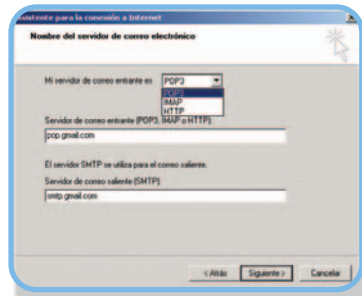 Asistente para la conexión a Internet
Nombre del servidor de correo electrónico
Mi servidor de correo entrante es POP3
POP3
IMAP
HTTP
Servidor de correo entrante (POP3, IMAP o HTTP):
pop.gmail.com
El servidor SMTP se utiliza para el correo saliente.
Servidor de correo saliente (SMTP):
smtp.gmail.com
< Atrás Siguiente > Cancelar